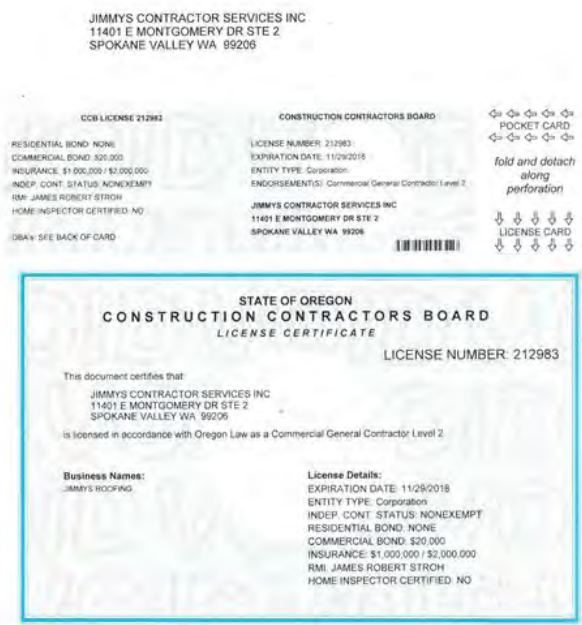 JIMMYS CONTRACTOR SERVICES INC
11401 E MONTGOMERY DR STE 2
SPOKANE VALLEY WA 99206
CCB LICENSE 212983
RESIDENTIAL BOND: NONE
COMMERCIAL BOND: $20,000
INSURANCE: $1,000,000 / $2,000,000
INDEP. CONT. STATUS: NONEXEMPT
RMI: JAMES ROBERT STROH
HOME INSPECTOR CERTIFIED: NO
DBA's: SEE BACK OF CARD
CONSTRUCTION CONTRACTORS BOARD
LICENSE NUMBER: 212983
EXPIRATION DATE: 11/29/2018
ENTITY TYPE: Corporation
ENDORSEMENT(S): Commercial General Contractor Level 2
JIMMYS CONTRACTOR SERVICES INC
11401 E MONTGOMERY DR STE 2
SPOKANE VALLEY WA 99206
POCKET CARD
fold and detach
along
perforation
LICENSE CARD
STATE OF OREGON
CONSTRUCTION CONTRACTORS BOARD
LICENSE CERTIFICATE
LICENSE NUMBER: 212983
This document certifies that:
JIMMYS CONTRACTOR SERVICES INC
11401 E MONTGOMERY DR STE 2
SPOKANE VALLEY WA 99206
is licensed in accordance with Oregon Law as a Commercial General Contractor Level 2.
Business Names:
JIMMYS ROOFING
License Details:
EXPIRATION DATE: 11/29/2018
ENTITY TYPE: Corporation
INDEP. CONT. STATUS: NONEXEMPT
RESIDENTIAL BOND: NONE
COMMERCIAL BOND: $20,000
INSURANCE: $1,000,000 / $2,000,000
RMI: JAMES ROBERT STROH
HOME INSPECTOR CERTIFIED: NO